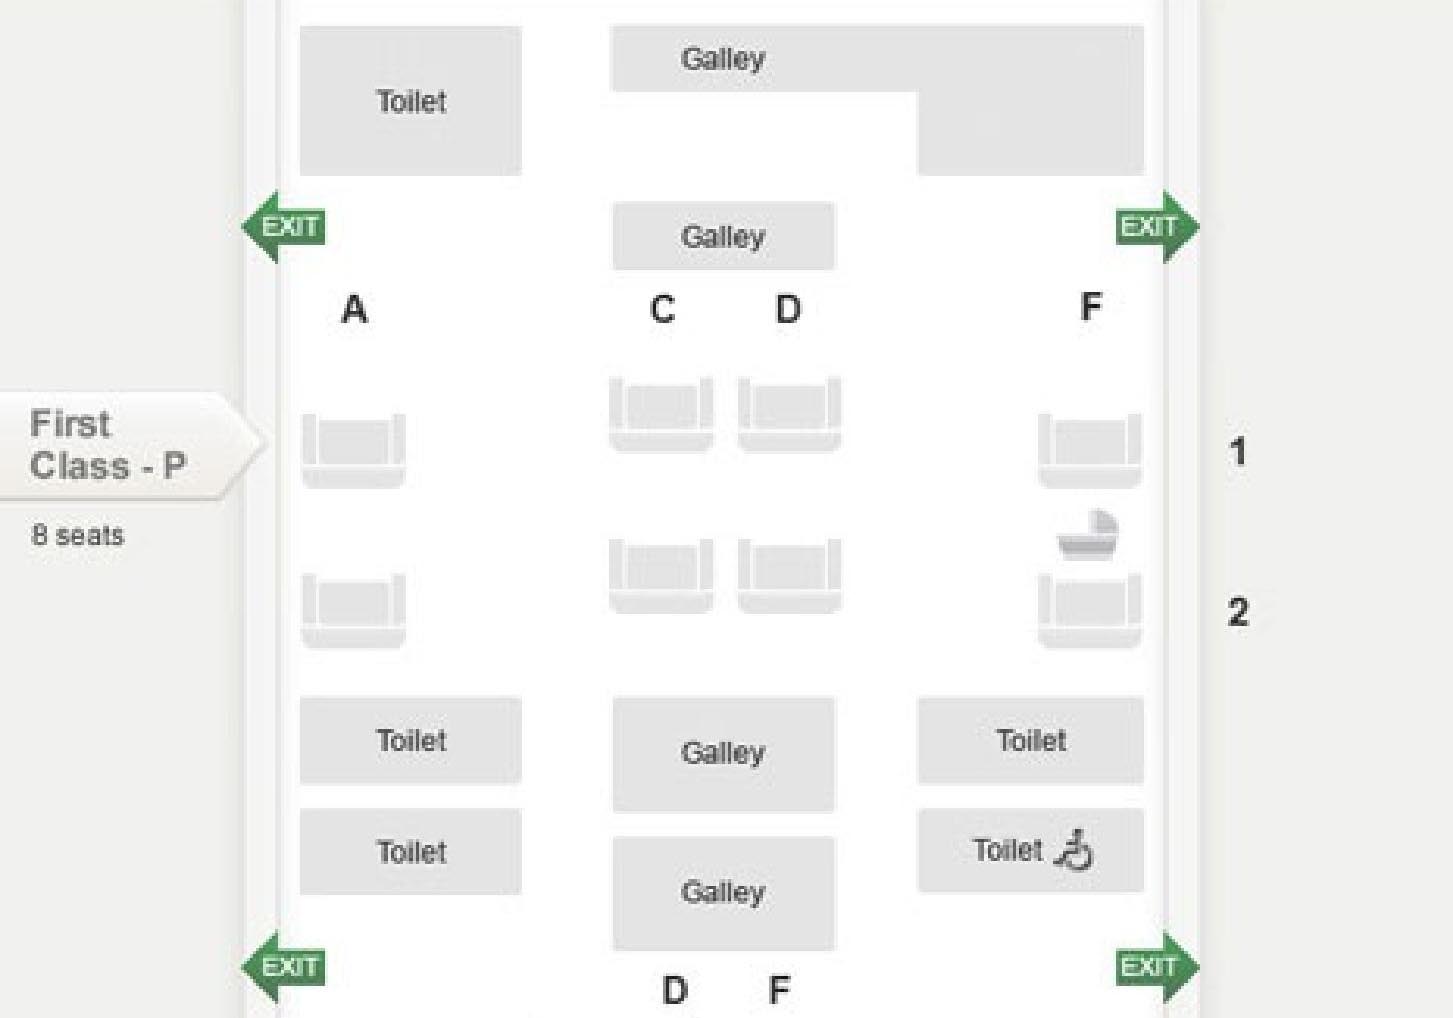 Galley
Toilet
EXIT
EXIT
Galley
A C D F
First
Class - P
1
8 seats
2
Toilet
Galley
Toilet
Toilet
Toilet
Galley
EXIT
EXIT
D F